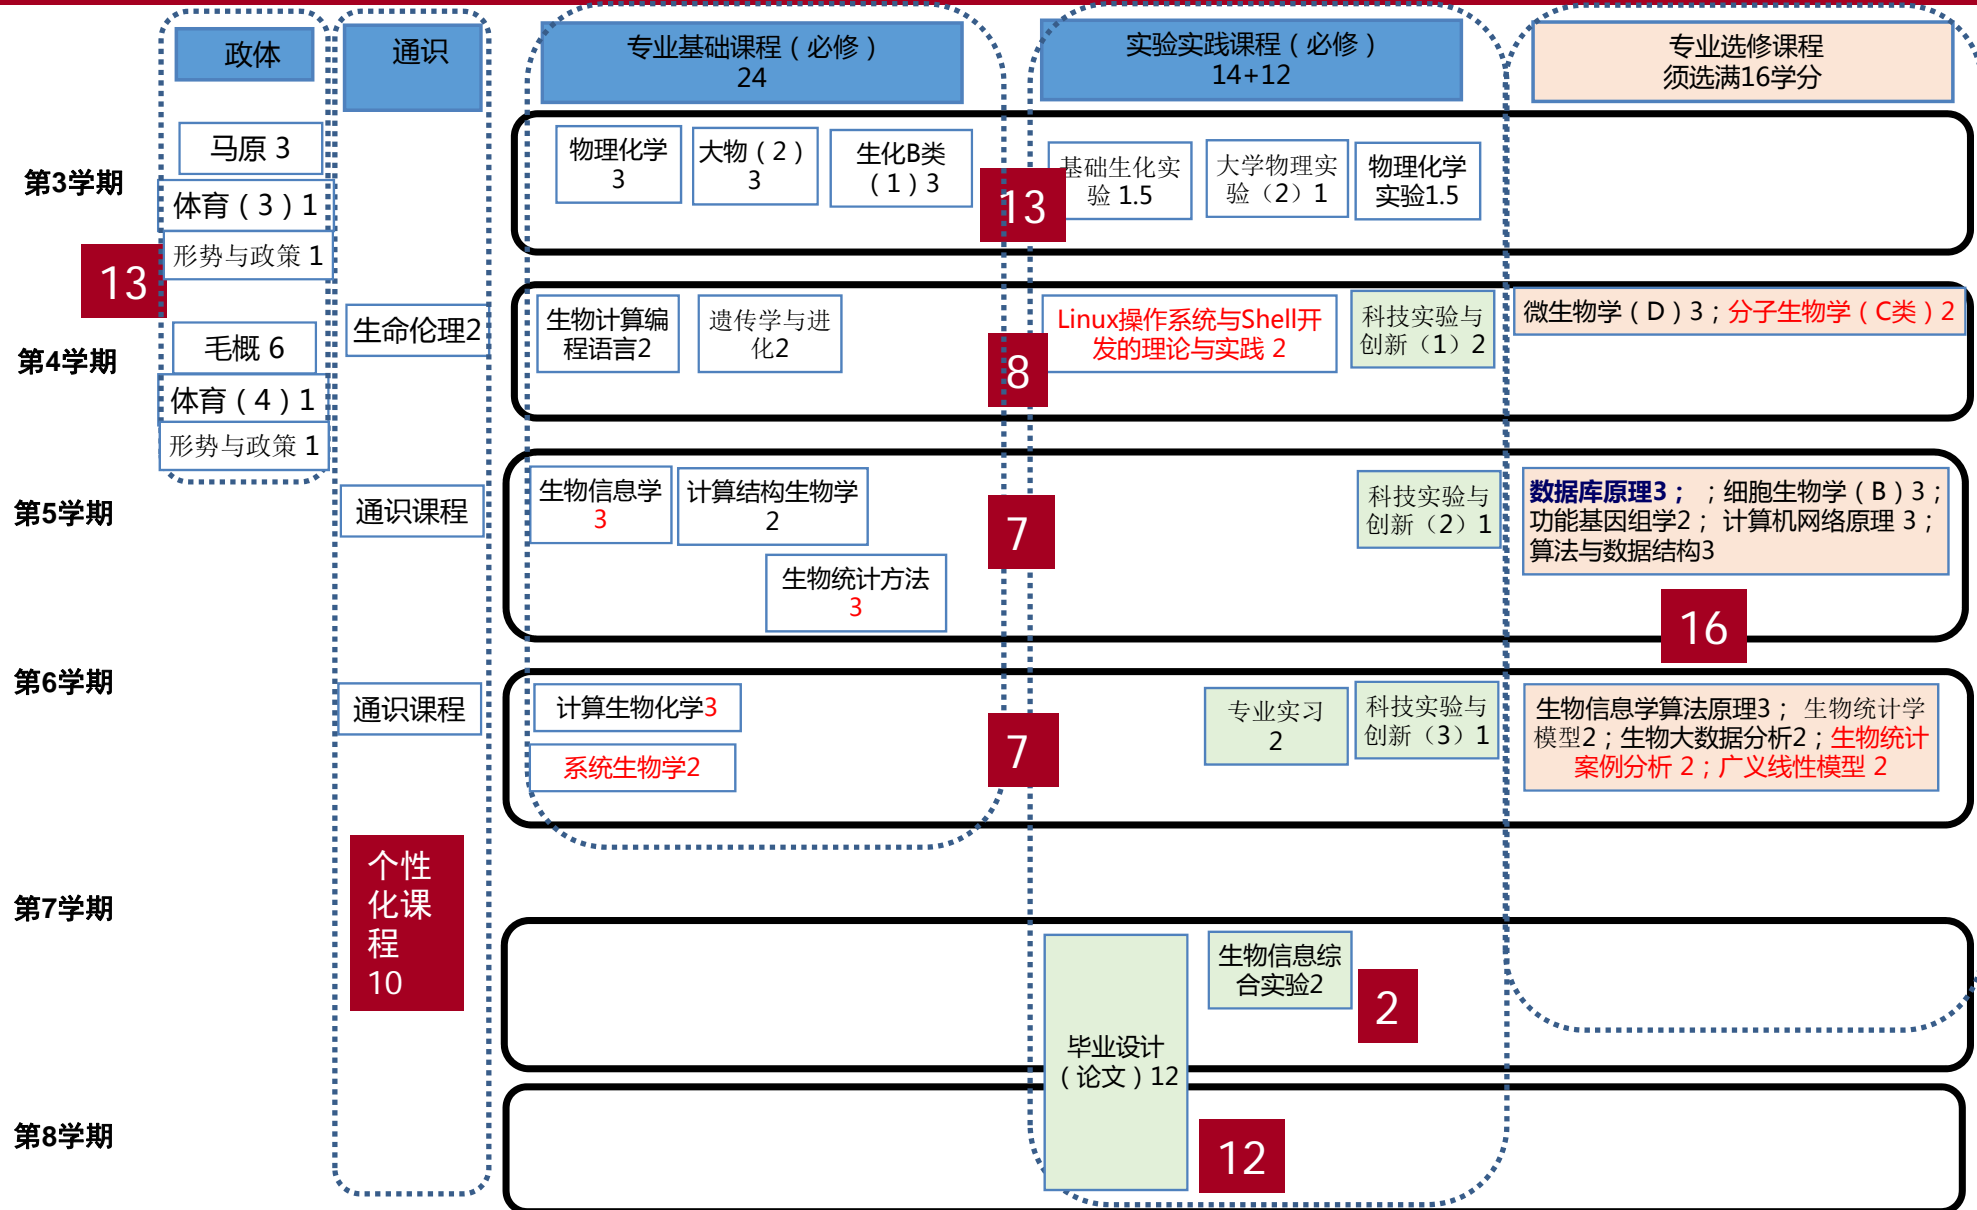 政体
通识
专业基础课程（必修）
24
实验实践课程（必修）
14+12
专业选修课程
须选满16学分
第3学期
马原 3
体育（3）1
形势与政策 1
13
物理化学
3
大物（2）
3
生化B类
（1）3
13
基础生化实
验 1.5
大学物理实
验（2）1
物理化学
实验1.5
第4学期
毛概 6
体育（4）1
形势与政策 1
生命伦理2
生物计算编
程语言2
遗传学与进
化2
8
Linux操作系统与Shell开
发的理论与实践 2
科技实验与
创新（1）2
微生物学（D）3；分子生物学（C类）2
第5学期
通识课程
生物信息学
3
计算结构生物学
2
生物统计方法
3
7
科技实验与
创新（2）1
数据库原理3； ；细胞生物学（B）3；
功能基因组学2； 计算机网络原理 3；
算法与数据结构3
16
第6学期
通识课程
计算生物化学3
系统生物学2
7
专业实习
2
科技实验与
创新（3）1
生物信息学算法原理3； 生物统计学
模型2；生物大数据分析2；生物统计
案例分析 2；广义线性模型 2
第7学期
个性
化课
程
10
毕业设计
（论文）12
生物信息综
合实验2
2
第8学期
12